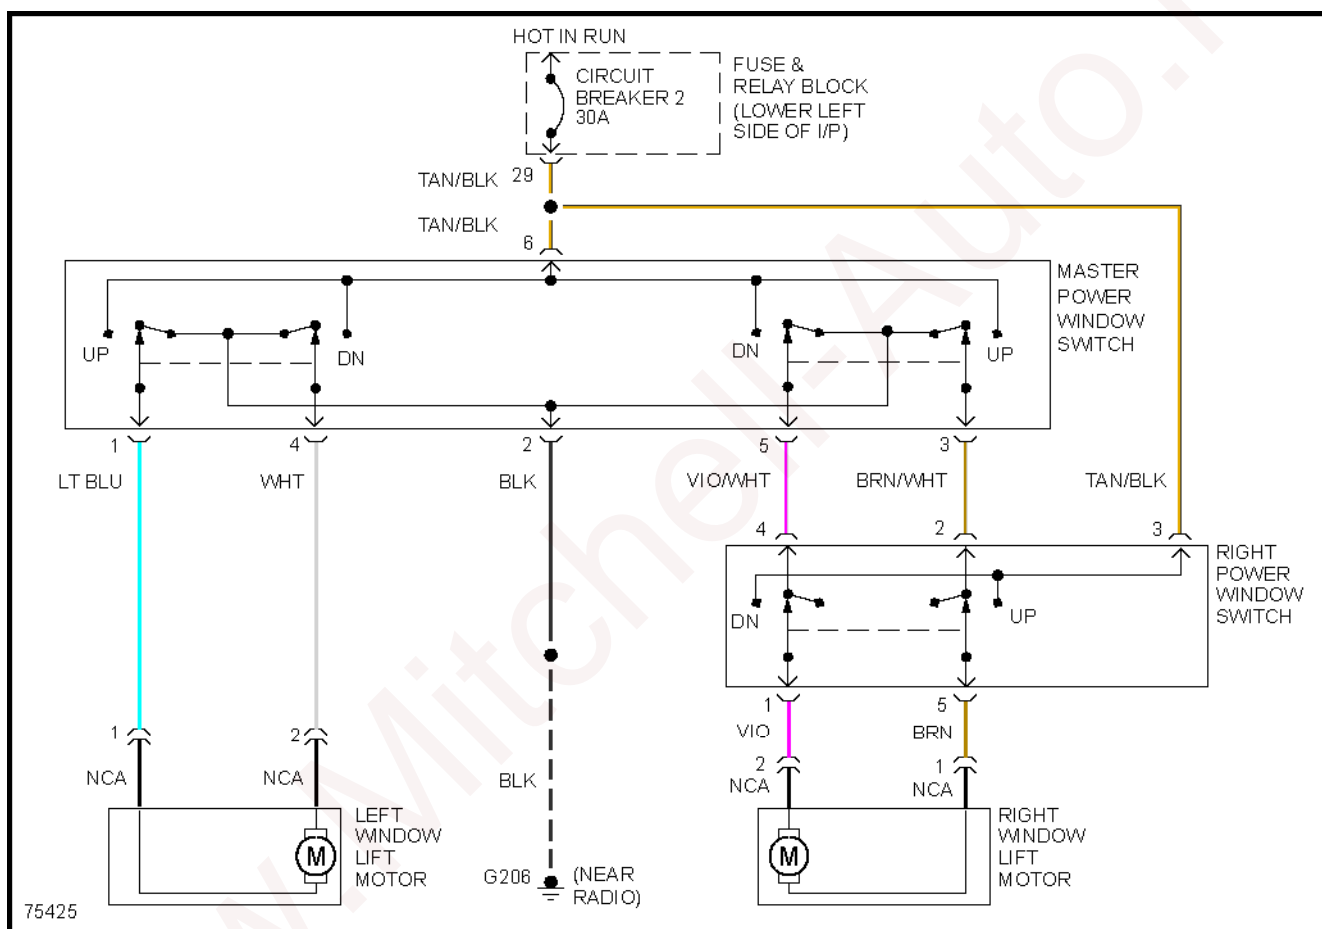 HOT IN RUN
CIRCUIT
BREAKER 2
30A
FUSE &
RELAY BLOCK
(LOWER LEFT
SIDE OF I/P)
TAN/BLK 29
TAN/BLK
6
MASTER
POWER
WINDOW
SWITCH
UP
DN
DN
UP
1
4
2
5
3
LT BLU
WHT
BLK
VIO/WHT
BRN/WHT
TAN/BLK
4
2
3
RIGHT
POWER
WINDOW
SWITCH
DN
UP
1
5
VIO
BRN
1
2
2
1
NCA
NCA
BLK
NCA
NCA
LEFT
WINDOW
LIFT
MOTOR
M
G206
(NEAR
RADIO)
M
RIGHT
WINDOW
LIFT
MOTOR
75425
w.Mitchell-Auto.r